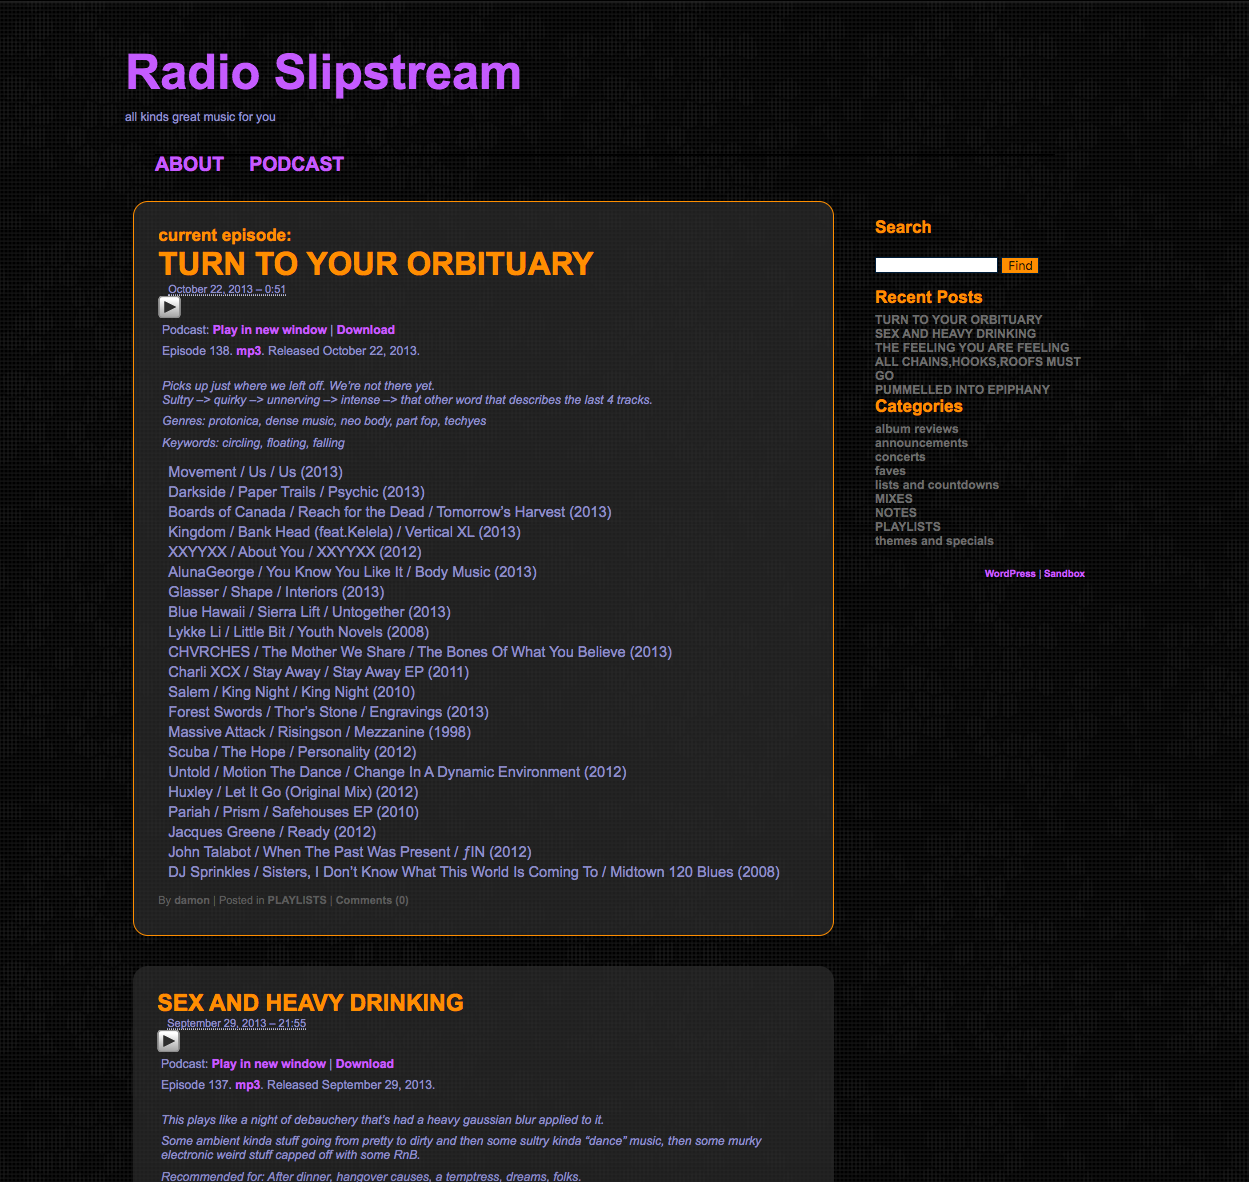 Radio Slipstream
all kinds great music for you
ABOUT PODCAST
current episode:
TURN TO YOUR ORBITUARY
October 22, 2013 – 0:51
Podcast: Play in new window | Download
Episode 138. mp3. Released October 22, 2013.
Picks up just where we left off. We're not there yet.
Sultry –> quirky –> unnerving –> intense –> that other word that describes the last 4 tracks.
Genres: protonica, dense music, neo body, part fop, techyes
Keywords: circling, floating, falling
Movement / Us / Us (2013)
Darkside / Paper Trails / Psychic (2013)
Boards of Canada / Reach for the Dead / Tomorrow's Harvest (2013)
Kingdom / Bank Head (feat.Kelela) / Vertical XL (2013)
XXYYXX / About You / XXYYXX (2012)
AlunaGeorge / You Know You Like It / Body Music (2013)
Glasser / Shape / Interiors (2013)
Blue Hawaii / Sierra Lift / Untogether (2013)
Lykke Li / Little Bit / Youth Novels (2008)
CHVRCHES / The Mother We Share / The Bones Of What You Believe (2013)
Charli XCX / Stay Away / Stay Away EP (2011)
Salem / King Night / King Night (2010)
Forest Swords / Thor's Stone / Engravings (2013)
Massive Attack / Risingson / Mezzanine (1998)
Scuba / The Hope / Personality (2012)
Untold / Motion The Dance / Change In A Dynamic Environment (2012)
Huxley / Let It Go (Original Mix) (2012)
Pariah / Prism / Safehouses EP (2010)
Jacques Greene / Ready (2012)
John Talabot / When The Past Was Present / ƒIN (2012)
DJ Sprinkles / Sisters, I Don't Know What This World Is Coming To / Midtown 120 Blues (2008)
By damon | Posted in PLAYLISTS | Comments (0)
SEX AND HEAVY DRINKING
September 29, 2013 – 21:55
Podcast: Play in new window | Download
Episode 137. mp3. Released September 29, 2013.
This plays like a night of debauchery that's had a heavy gaussian blur applied to it.
Some ambient kinda stuff going from pretty to dirty and then some sultry kinda “dance” music, then some murky
electronic weird stuff capped off with some RnB.
Recommended for: After dinner, hangover causes, a temptress, dreams, folks.
Search
Find
Recent Posts
TURN TO YOUR ORBITUARY
SEX AND HEAVY DRINKING
THE FEELING YOU ARE FEELING
ALL CHAINS,HOOKS,ROOFS MUST
GO
PUMMELLED INTO EPIPHANY
Categories
album reviews
announcements
concerts
faves
lists and countdowns
MIXES
NOTES
PLAYLISTS
themes and specials
WordPress | Sandbox